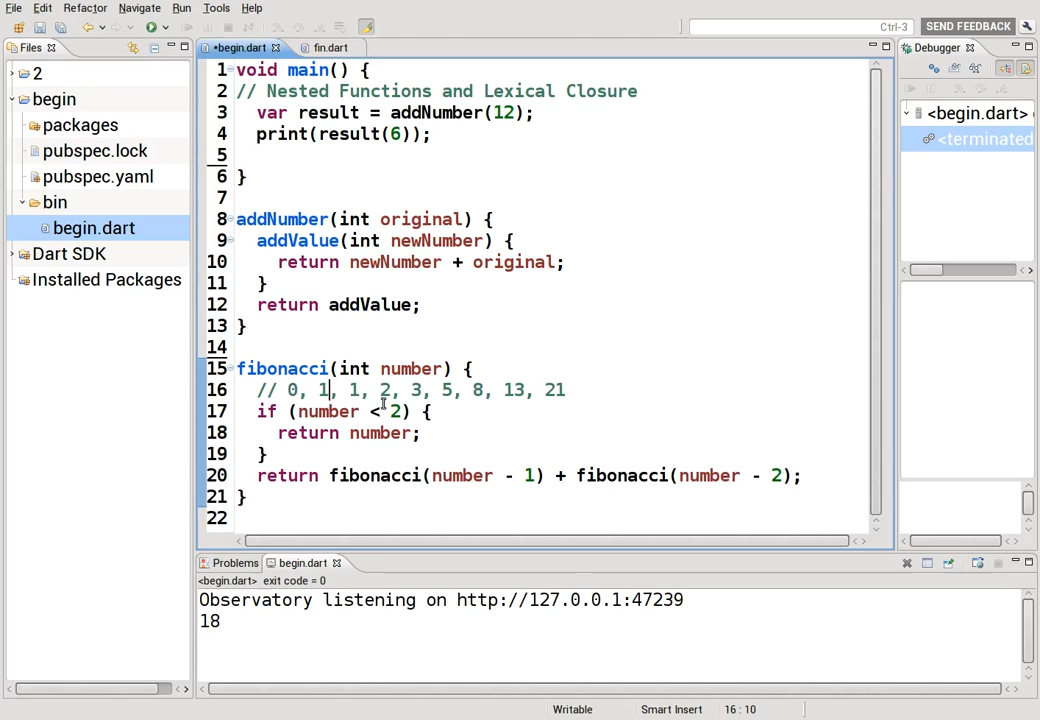 File Edit Refactor Navigate Run Tools Help
Ctrl-3
SEND FEEDBACK
Files
*begin.dart
fin.dart
Debugger
2
begin
packages
pubspec.lock
pubspec.yaml
bin
begin.dart
Dart SDK
Installed Packages
1 void main() {
2 // Nested Functions and Lexical Closure
3 var result = addNumber(12);
4 print(result(6));
5
6 }
7
8 addNumber(int original) {
9 addValue(int newNumber) {
10 return newNumber + original;
11 }
12 return addValue;
13 }
14
15 fibonacci(int number) {
16 // 0, 1, 1, 2, 3, 5, 8, 13, 21
17 if (number < 2) {
18 return number;
19 }
20 return fibonacci(number - 1) + fibonacci(number - 2);
21 }
22
<begin.dart>
<terminated
Problems
begin.dart
<begin.dart> exit code = 0
Observatory listening on http://127.0.0.1:47239
18
Writable
Smart Insert
16 : 10